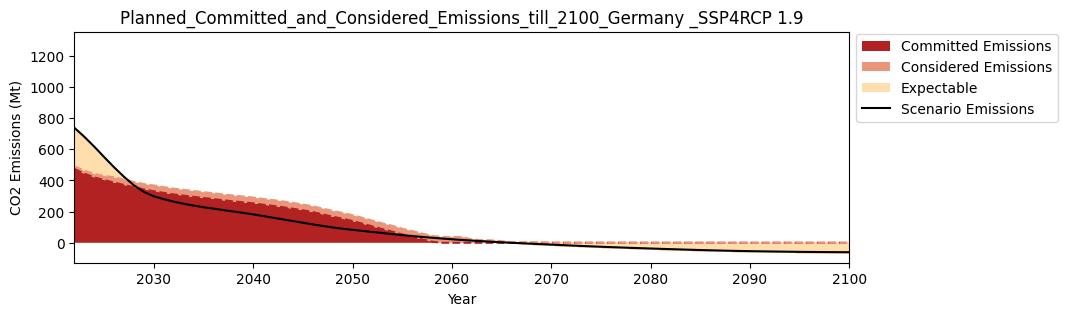 Planned_Committed_and_Considered_Emissions_till_2100_Germany _SSP4RCP 1.9
CO2 Emissions (Mt)
1200
1000
800
600
400
200
0
2030 2040 2050 2060 2070 2080 2090 2100
Year
Committed Emissions
Considered Emissions
Expectable
Scenario Emissions